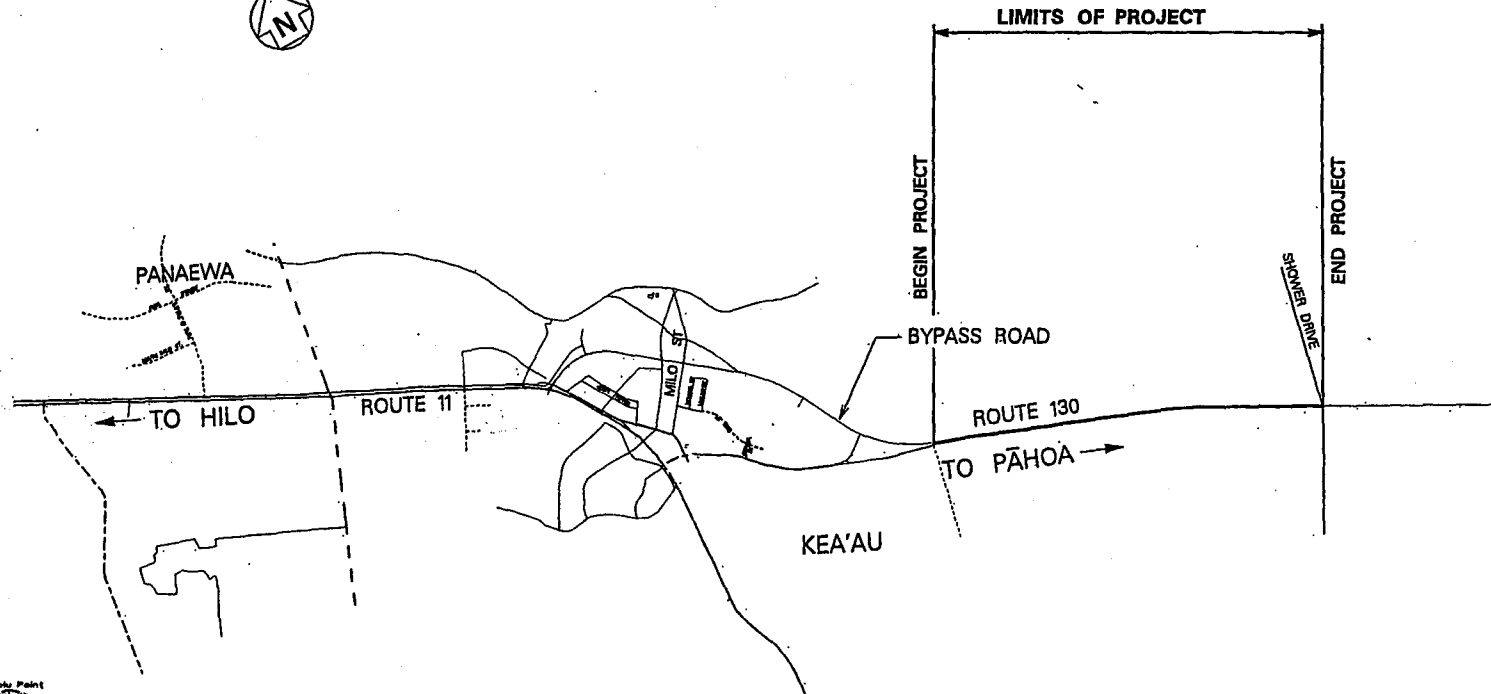 N
LIMITS OF PROJECT
BEGIN PROJECT
END PROJECT
SHOWER DRIVE
PANAEWA
MILO ST
BYPASS ROAD
ROUTE 11
TO HILO
ROUTE 130
TO PĀHOA
KEA'AU
Point